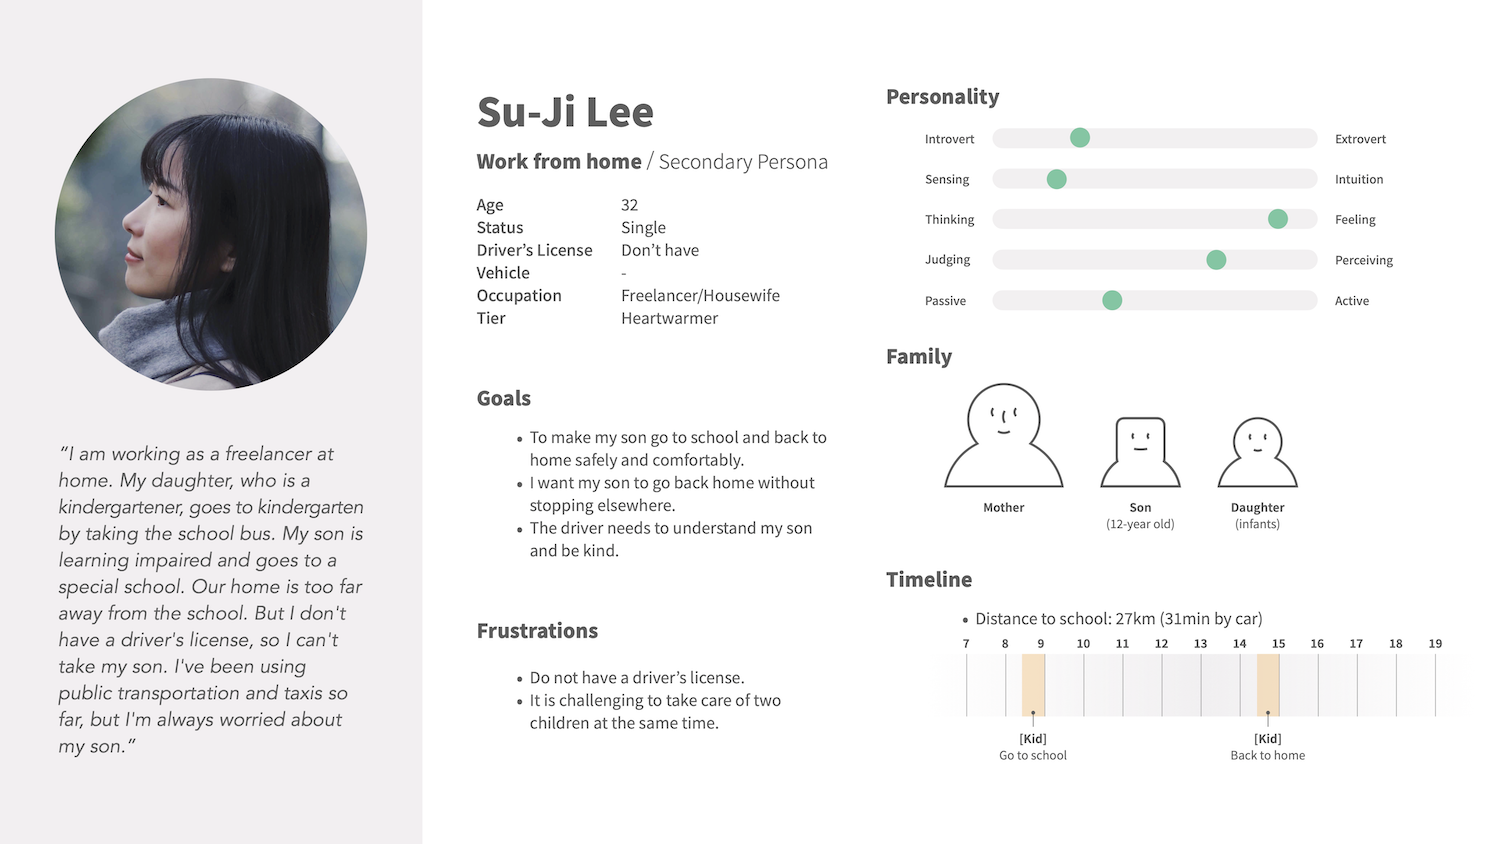 “I am working as a freelancer at
home. My daughter, who is a
kindergartener, goes to kindergarten
by taking the school bus. My son is
learning impaired and goes to a
special school. Our home is too far
away from the school. But I don't
have a driver's license, so I can't
take my son. I've been using
public transportation and taxis so
far, but I'm always worried about
my son.”
Su-Ji Lee
Work from home / Secondary Persona
Age 32
Status Single
Driver’s License Don’t have
Vehicle -
Occupation Freelancer/Housewife
Tier Heartwarmer
Goals
• To make my son go to school and back to
home safely and comfortably.
• I want my son to go back home without
stopping elsewhere.
• The driver needs to understand my son
and be kind.
Frustrations
• Do not have a driver’s license.
• It is challenging to take care of two
children at the same time.
Personality
Introvert Extrovert
Sensing Intuition
Thinking Feeling
Judging Perceiving
Passive Active
Family
Mother Son Daughter
(12-year old) (infants)
Timeline
• Distance to school: 27km (31min by car)
7 8 9 10 11 12 13 14 15 16 17 18 19
[Kid] [Kid]
Go to school Back to home